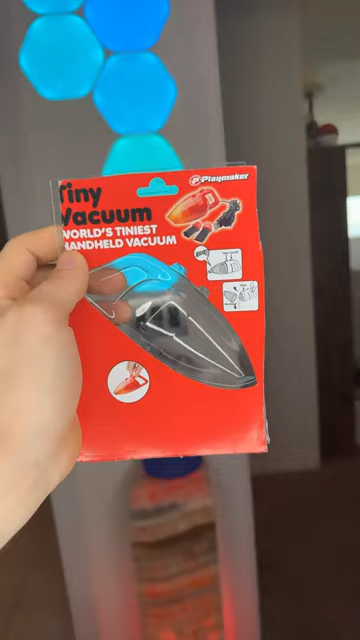 Playmaker
Tiny
Vacuum
WORLD'S TINIEST
HANDHELD VACUUM